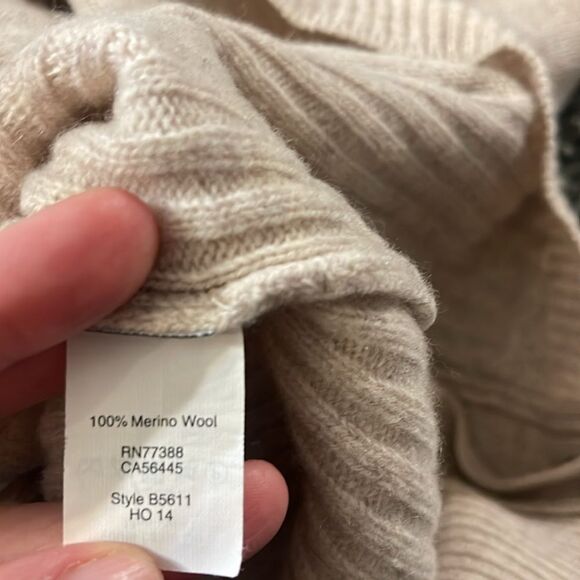 100% Merino Wool
RN77388
CA56445
Style B5611
HO 14